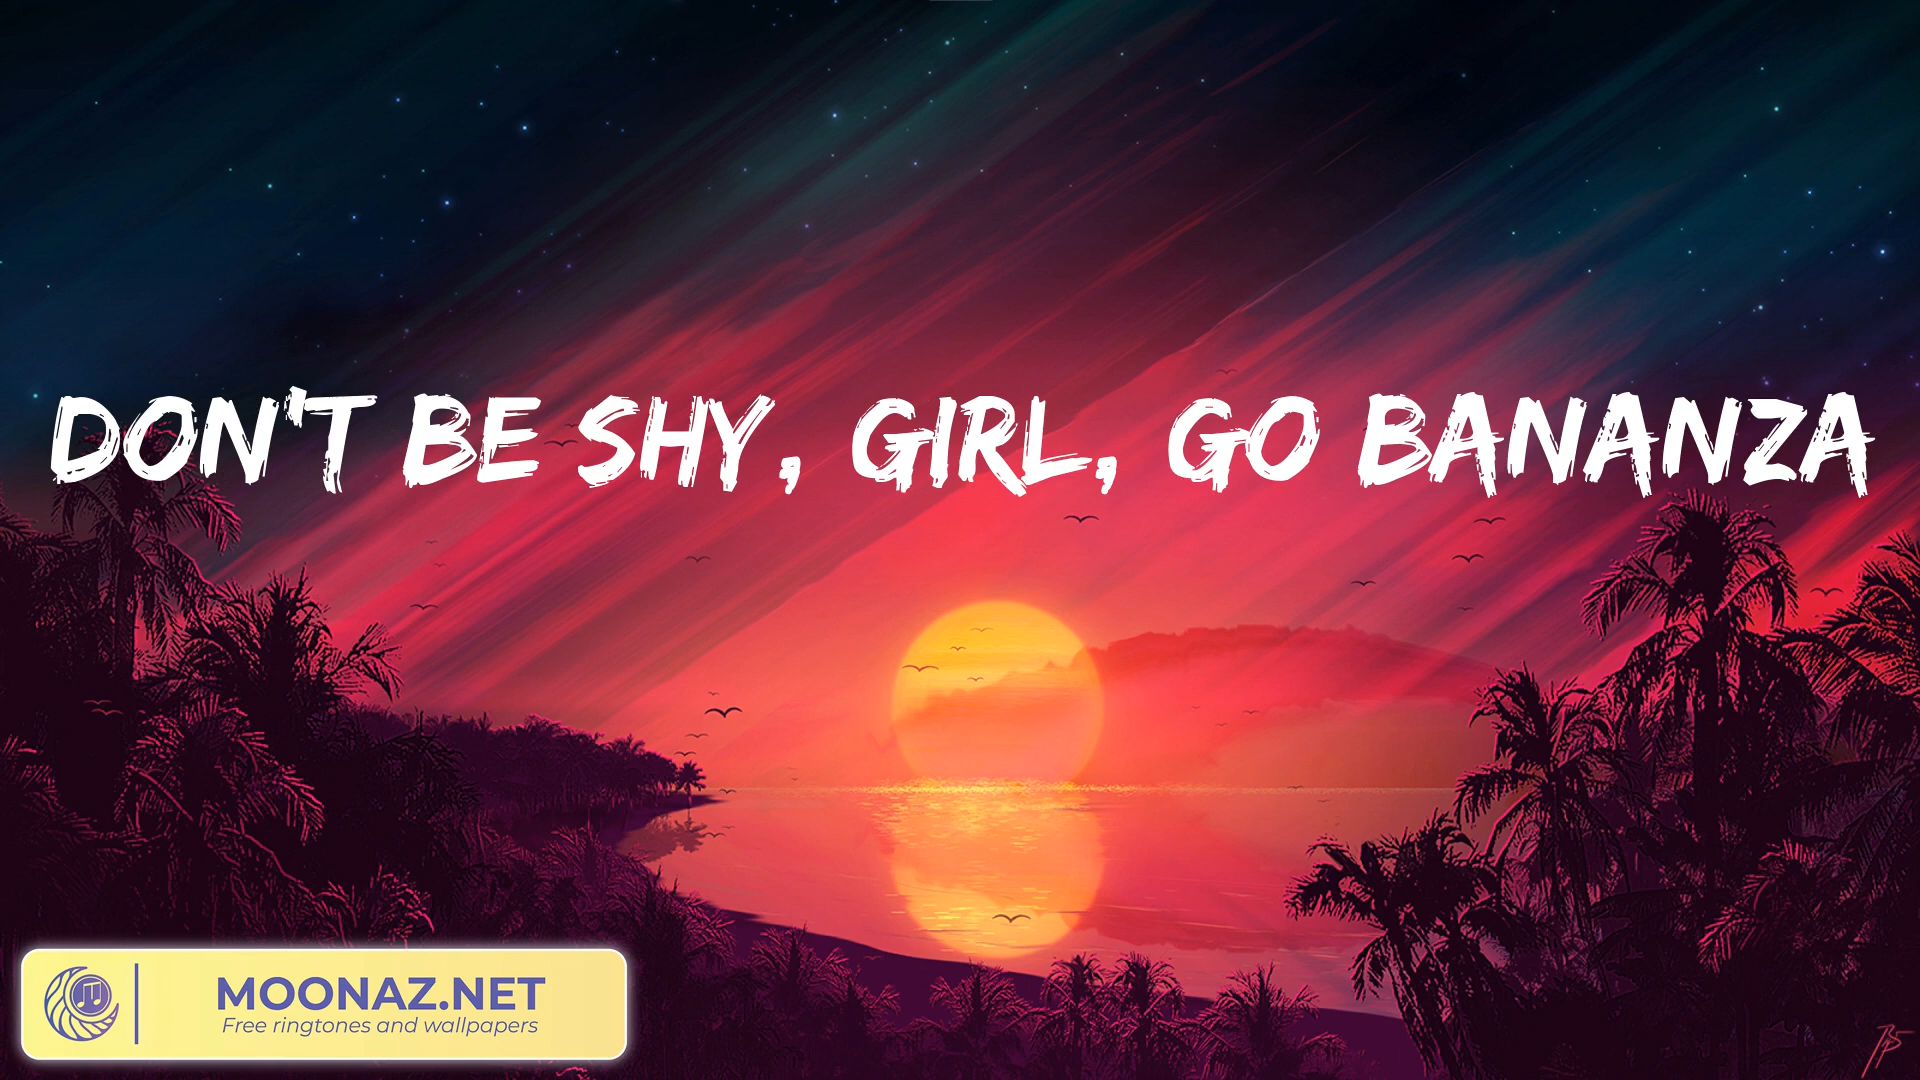 DON'T BE SHY, GIRL, GO BANANZA
MOONAZ.NET
Free ringtones and wallpapers